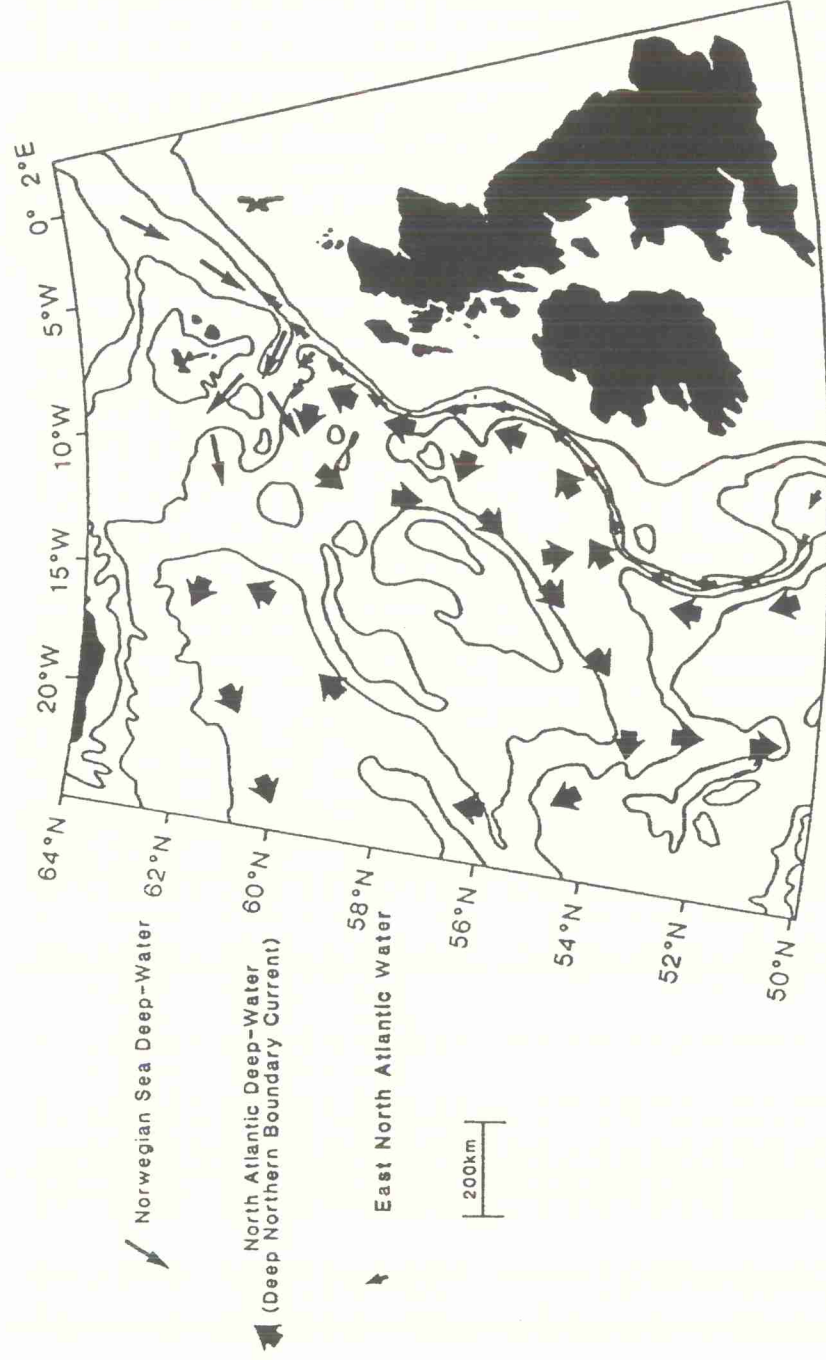 64°N
62°N
60°N
58°N
56°N
54°N
52°N
50°N
20°W
15°W
10°W
5°W
0°
2°E
Norwegian Sea Deep-Water
North Atlantic Deep-Water
(Deep Northern Boundary Current)
East North Atlantic Water
200km